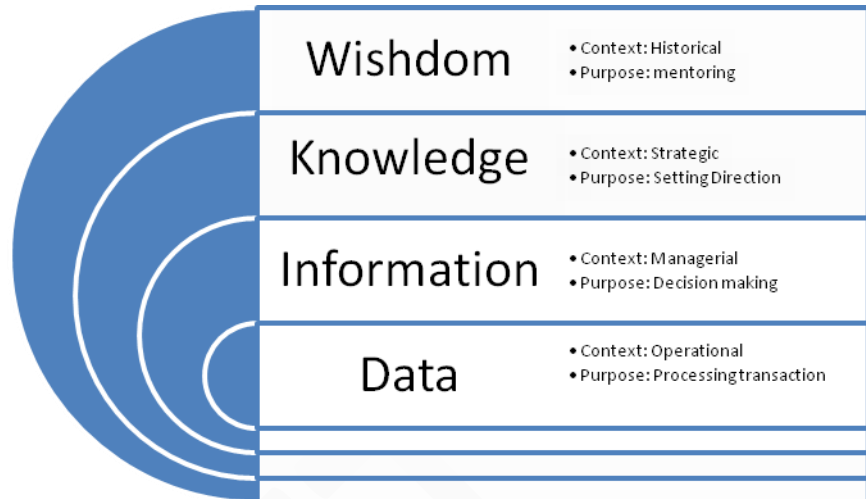 Wishdom
• Context: Historical
• Purpose: mentoring
Knowledge
• Context: Strategic
• Purpose: Setting Direction
Information
• Context: Managerial
• Purpose: Decision making
Data
• Context: Operational
• Purpose: Processing transaction